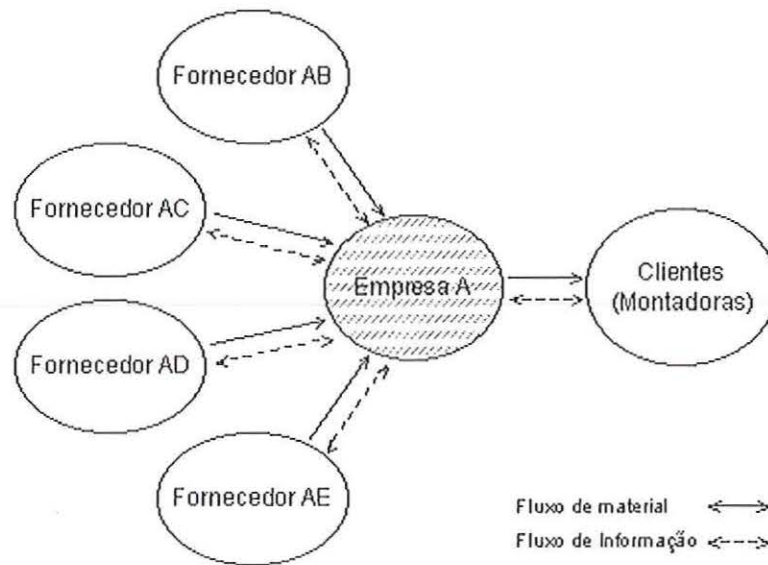 Fornecedor AB
Fornecedor AC
Empresa A
Clientes
(Montadoras)
Fornecedor AD
Fornecedor AE
Fluxo de material
Fluxo de Informação